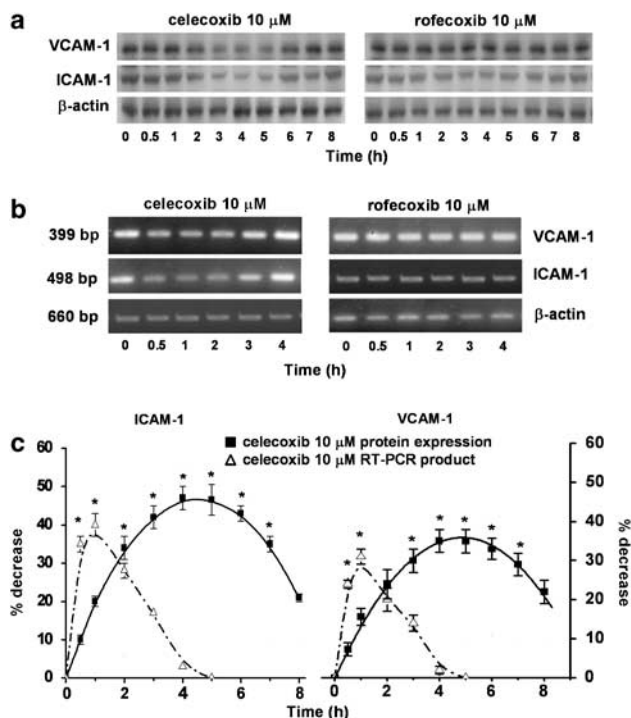 a
celecoxib 10 μM
rofecoxib 10 μM
VCAM-1
ICAM-1
β-actin
0 0.5 1 2 3 4 5 6 7 8
0 0.5 1 2 3 4 5 6 7 8
Time (h)
Time (h)
b
celecoxib 10 μM
rofecoxib 10 μM
399 bp
VCAM-1
498 bp
ICAM-1
660 bp
β-actin
0 0.5 1 2 3 4
0 0.5 1 2 3 4
Time (h)
Time (h)
c
ICAM-1
VCAM-1
celecoxib 10 μM protein expression
celecoxib 10 μM RT-PCR product
% decrease
60
50
40
30
20
10
0
* * * * * * * *
* * * * * * *
60
50
40
30
20
10
0
% decrease
0 2 4 6 8
0 2 4 6 8
Time (h)